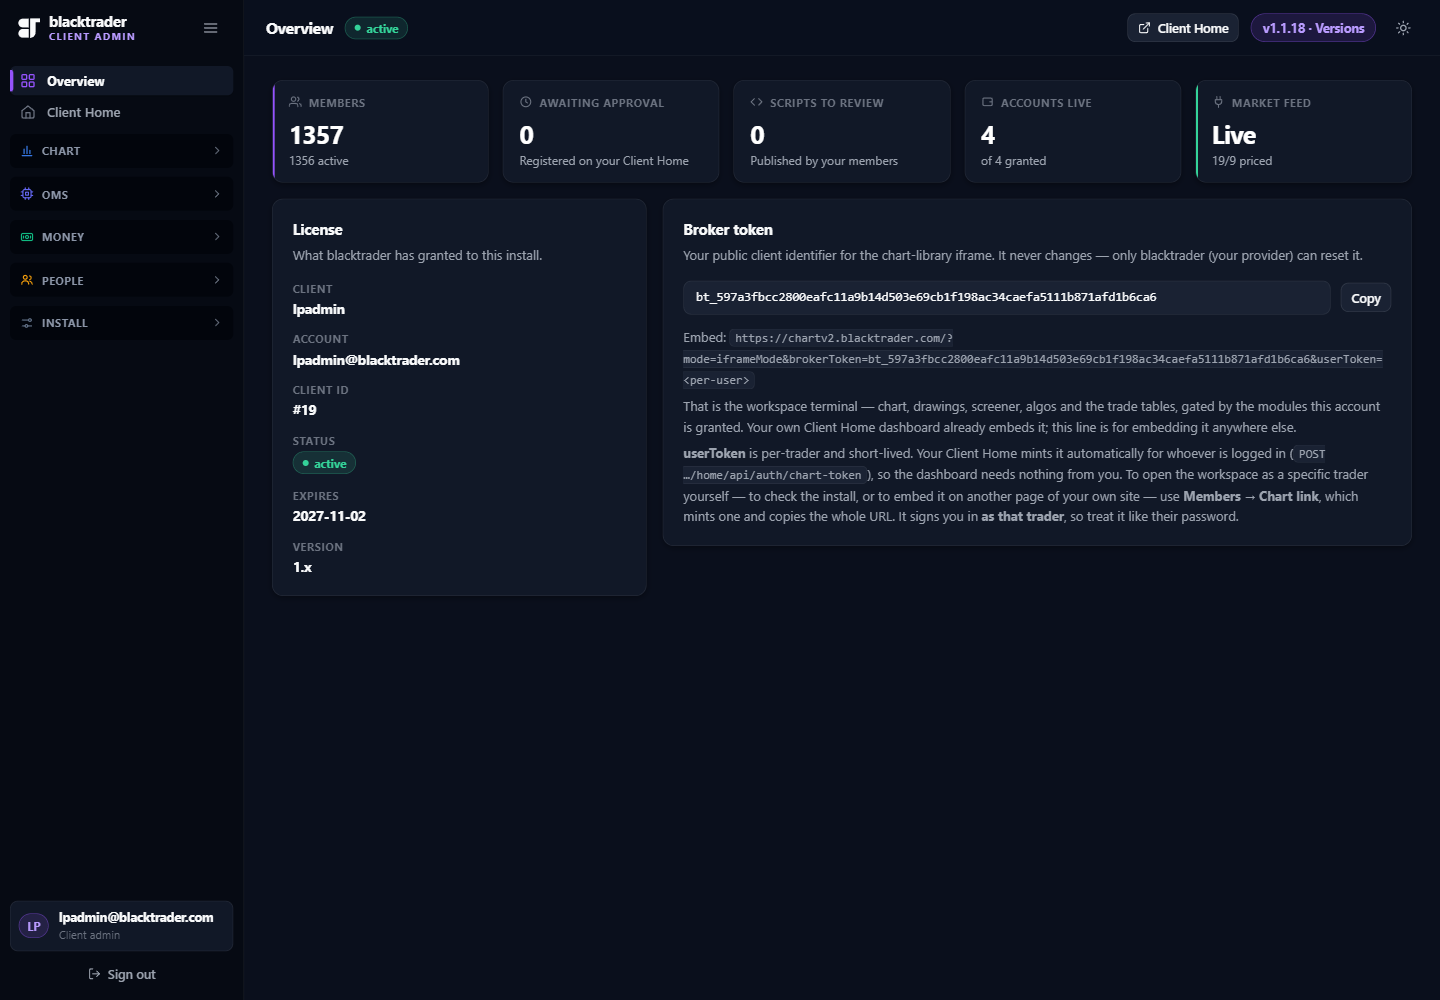 blacktrader
CLIENT ADMIN
Overview
Client Home
CHART
OMS
MONEY
PEOPLE
INSTALL
LP
lpadmin@blacktrader.com
Client admin
Sign out
Overview
active
Client Home
v1.1.18 · Versions
MEMBERS
1357
1356 active
AWAITING APPROVAL
0
Registered on your Client Home
SCRIPTS TO REVIEW
0
Published by your members
ACCOUNTS LIVE
4
of 4 granted
MARKET FEED
Live
19/9 priced
License
What blacktrader has granted to this install.
CLIENT
lpadmin
ACCOUNT
lpadmin@blacktrader.com
CLIENT ID
#19
STATUS
active
EXPIRES
2027-11-02
VERSION
1.x
Broker token
Your public client identifier for the chart-library iframe. It never changes — only blacktrader (your provider) can reset it.
bt_597a3fbcc2800eafc11a9b14d503e69cb1f198ac34caefa5111b871afd1b6ca6
Copy
Embed: https://chartv2.blacktrader.com/?
mode=iframeMode&brokerToken=bt_597a3fbcc2800eafc11a9b14d503e69cb1f198ac34caefa5111b871afd1b6ca6&userToken=
<per-user>
That is the workspace terminal — chart, drawings, screener, algos and the trade tables, gated by the modules this account
is granted. Your own Client Home dashboard already embeds it; this line is for embedding it anywhere else.
userToken is per-trader and short-lived. Your Client Home mints it automatically for whoever is logged in ( POST
…/home/api/auth/chart-token ), so the dashboard needs nothing from you. To open the workspace as a specific trader
yourself — to check the install, or to embed it on another page of your own site — use Members → Chart link, which
mints one and copies the whole URL. It signs you in as that trader, so treat it like their password.